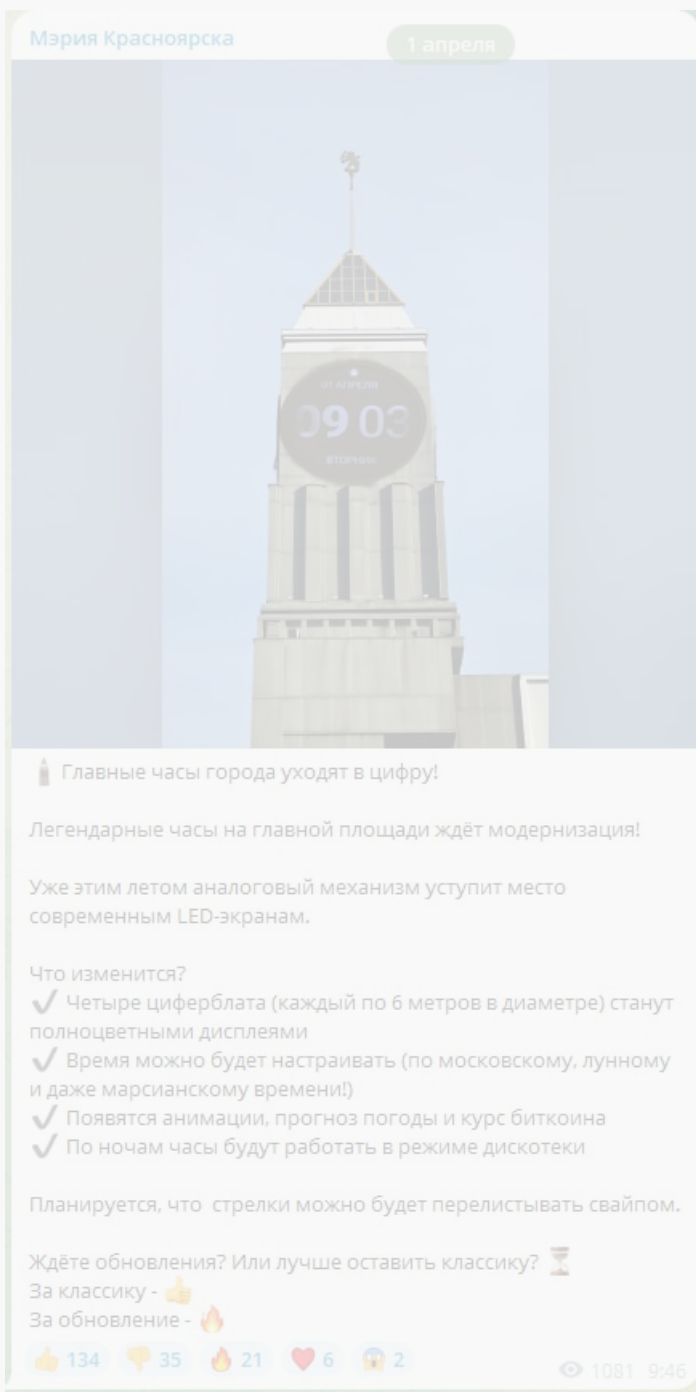 Мэрия Красноярска
1 апреля
01 АПРЕЛЯ
09 03
ВТОРНИК
Главные часы города уходят в цифру!
Легендарные часы на главной площади ждёт модернизация!
Уже этим летом аналоговый механизм уступит место
современным LED-экранам.
Что изменится?
✔ Четыре циферблата (каждый по 6 метров в диаметре) станут
полноцветными дисплеями
✔ Время можно будет настраивать (по московскому, лунному
и даже марсианскому времени!)
✔ Появятся анимации, прогноз погоды и курс биткоина
✔ По ночам часы будут работать в режиме дискотеки
Планируется, что  стрелки можно будет перелистывать свайпом.
Ждёте обновления? Или лучше оставить классику? ⏳
За классику - 👍
За обновление - 🔥
👍 134 👎 35 🔥 21 ❤ 6 😱 2
1081 9:46